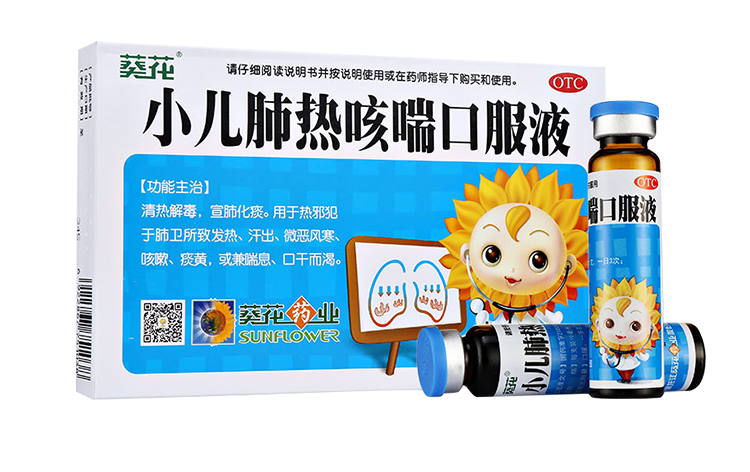 葵花®
请仔细阅读说明书并按说明使用或在药师指导下购买和使用。
OTC
小儿肺热咳喘口服液
【功能主治】
清热解毒，宣肺化痰。用于热邪犯
于肺卫所致发热、汗出、微恶风寒、
咳嗽、痰黄，或兼喘息、口干而渴。
葵花药业
SUNFLOWER
OTC
喘口服液
一日3次；
葵花
小儿肺热